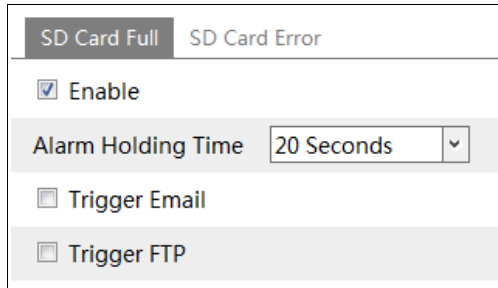 SD Card Full SD Card Error
Enable
Alarm Holding Time 20 Seconds
Trigger Email
Trigger FTP